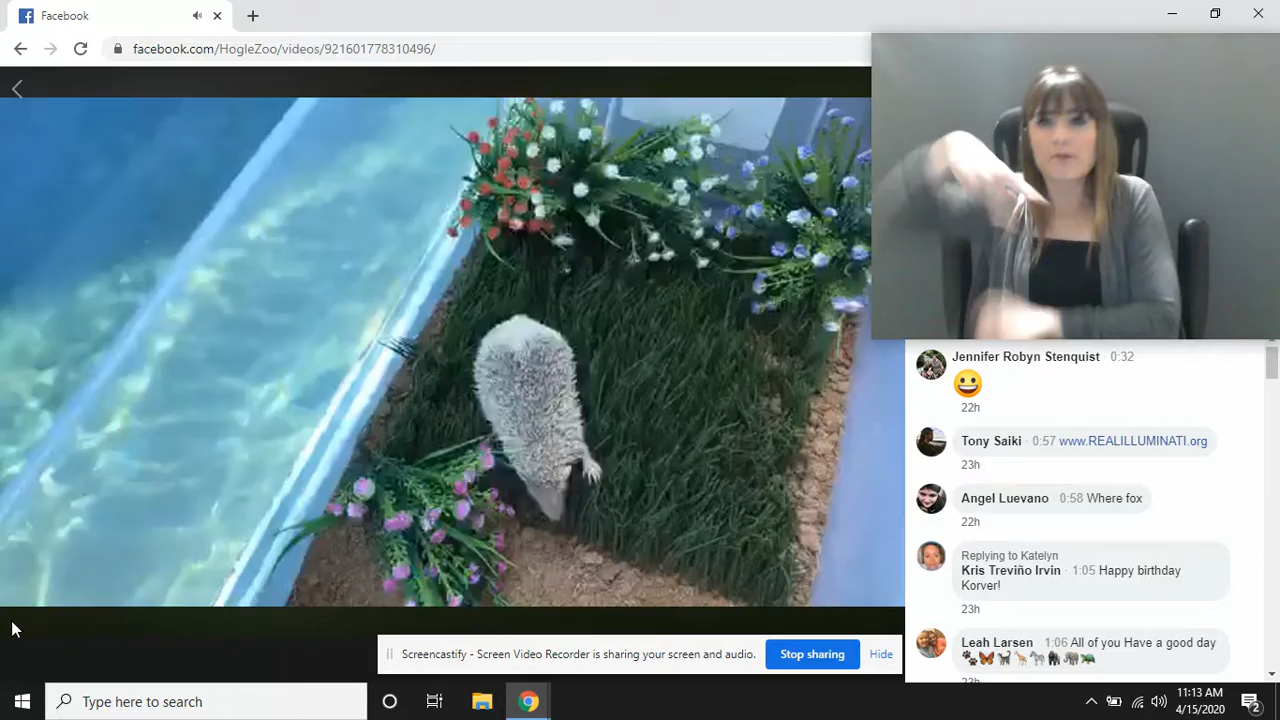 Facebook
facebook.com/HogleZoo/videos/921601778310496/
Jennifer Robyn Stenquist 0:32
22h
Tony Saiki · 0:57 www.REALILLUMINATI.org
23h
Angel Luevano · 0:58 Where fox
22h
Replying to Katelyn
Kris Treviño Irvin · 1:05 Happy birthday
Korver!
23h
Leah Larsen · 1:06 All of you Have a good day
🐾🦋🐈🦒🦓🦍🐘🐢
23h
Screencastify - Screen Video Recorder is sharing your screen and audio.
Stop sharing
Hide
Type here to search
11:13 AM
4/15/2020
2